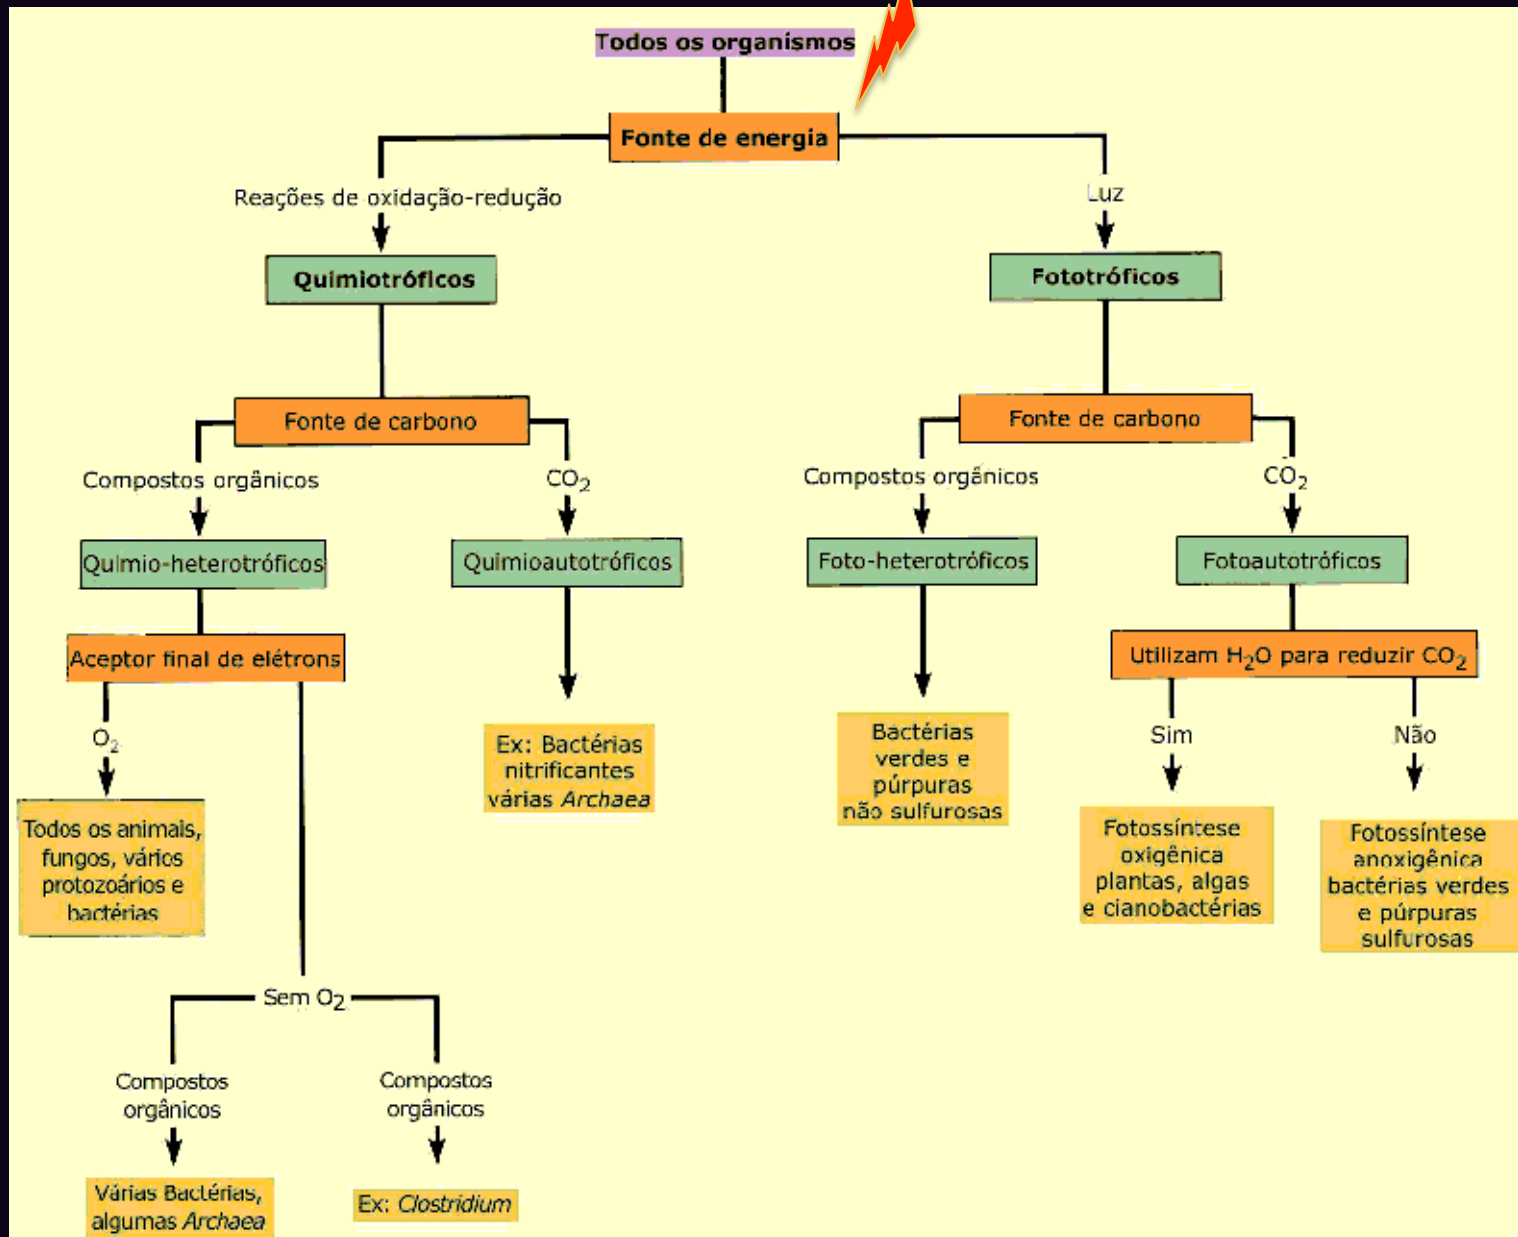 Todos os organismos
Fonte de energia
Reações de oxidação-redução
Luz
Quimiotróficos
Fototróficos
Fonte de carbono
Fonte de carbono
Compostos orgânicos
CO2
Compostos orgânicos
CO2
Quimio-heterotróficos
Quimioautotróficos
Foto-heterotróficos
Fotoautotróficos
Aceptor final de elétrons
Utilizam H2O para reduzir CO2
O2
Sim
Não
Todos os animais,
fungos, vários
protozoários e
bactérias
Ex: Bactérias
nitrificantes
várias Archaea
Bactérias
verdes e
púrpuras
não sulfurosas
Fotossíntese
oxigênica
plantas, algas
e cianobactérias
Fotossíntese
anoxigênica
bactérias verdes
e púrpuras
sulfurosas
Sem O2
Compostos
orgânicos
Compostos
orgânicos
Várias Bactérias,
algumas Archaea
Ex: Clostridium